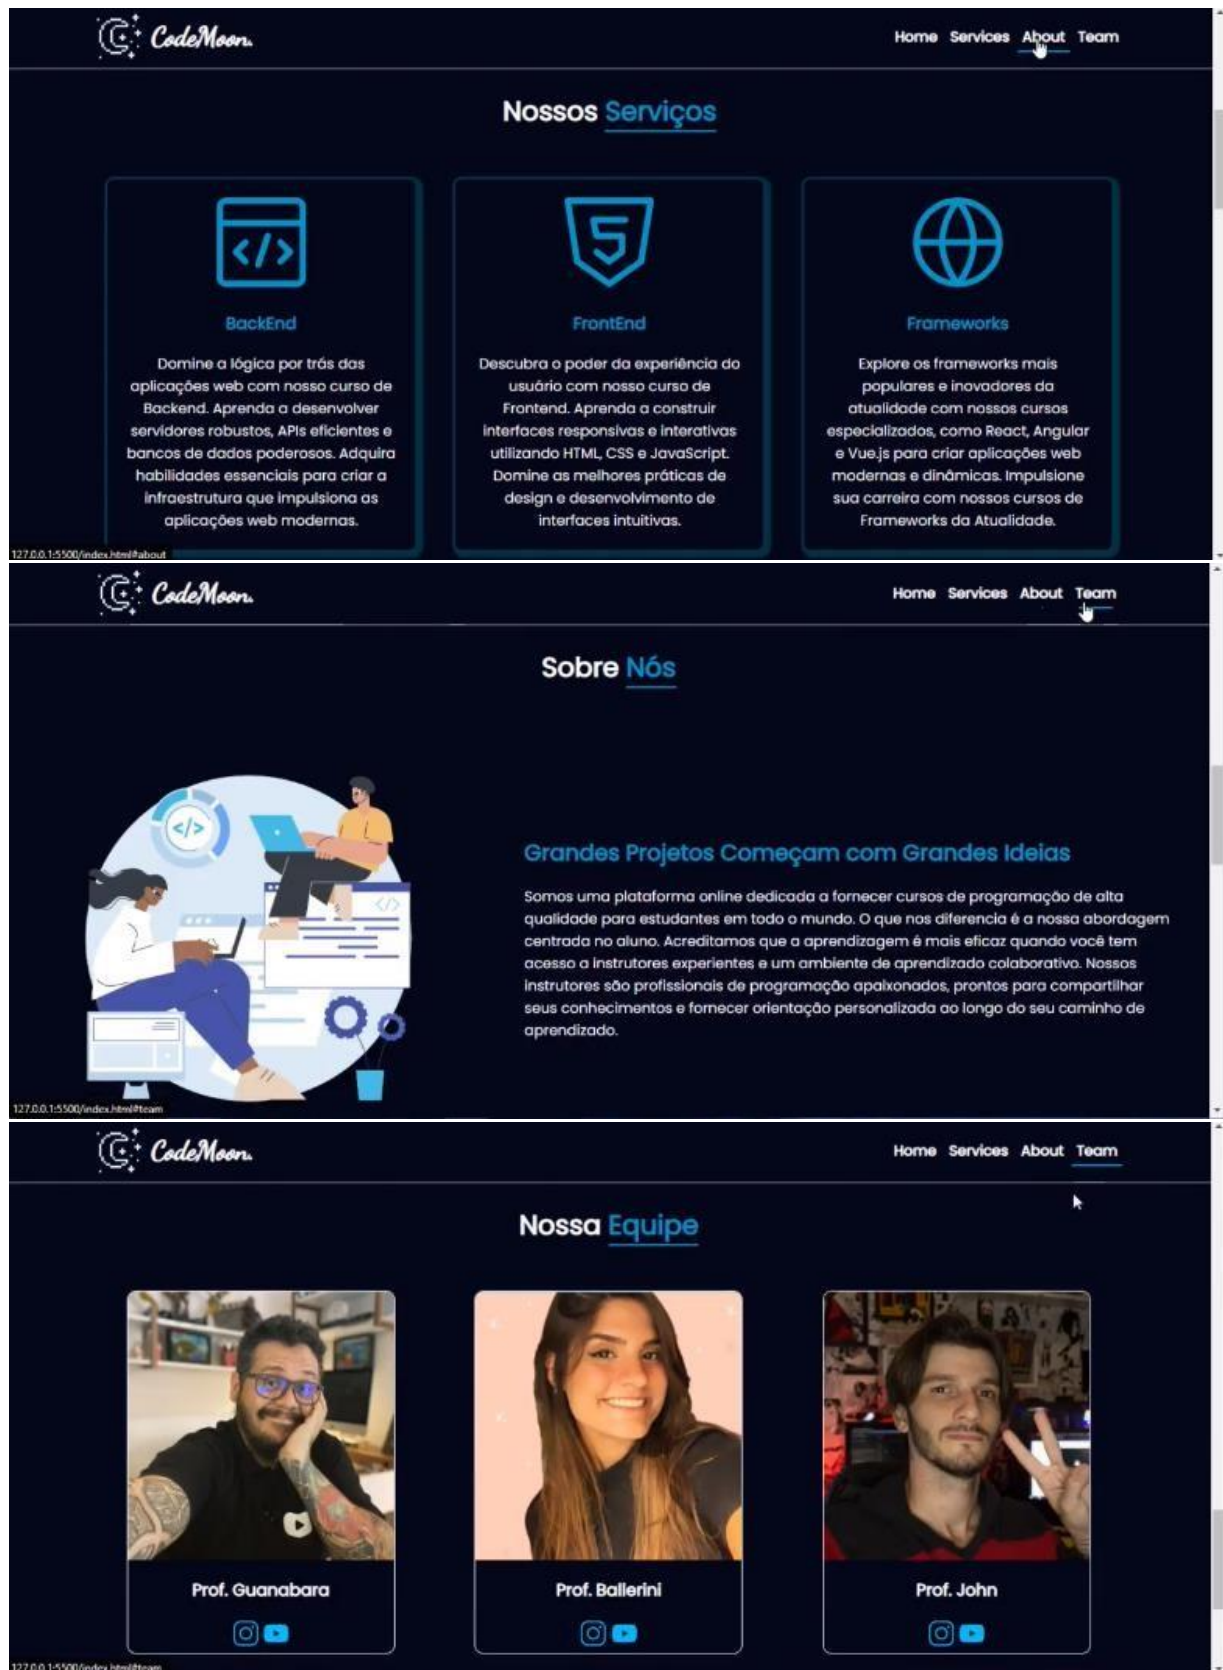 CodeMoon.
Home Services About Team
Nossos Serviços
BackEnd
Domine a lógica por trás das
aplicações web com nosso curso de
Backend. Aprenda a desenvolver
servidores robustos, APIs eficientes e
bancos de dados poderosos. Adquira
habilidades essenciais para criar a
infraestrutura que impulsiona as
aplicações web modernas.
FrontEnd
Descubra o poder da experiência do
usuário com nosso curso de
Frontend. Aprenda a construir
interfaces responsivas e interativas
utilizando HTML, CSS e JavaScript.
Domine as melhores práticas de
design e desenvolvimento de
interfaces intuitivas.
Frameworks
Explore os frameworks mais
populares e inovadores da
atualidade com nossos cursos
especializados, como React, Angular
e Vue.js para criar aplicações web
modernas e dinâmicas. Impulsione
sua carreira com nossos cursos de
Frameworks da Atualidade.
127.0.0.1:5500/index.html#about
CodeMoon.
Home Services About Team
Sobre Nós
Grandes Projetos Começam com Grandes Ideias
Somos uma plataforma online dedicada a fornecer cursos de programação de alta
qualidade para estudantes em todo o mundo. O que nos diferencia é a nossa abordagem
centrada no aluno. Acreditamos que a aprendizagem é mais eficaz quando você tem
acesso a instrutores experientes e um ambiente de aprendizado colaborativo. Nossos
instrutores são profissionais de programação apaixonados, prontos para compartilhar
seus conhecimentos e fornecer orientação personalizada ao longo do seu caminho de
aprendizado.
127.0.0.1:5500/index.html#team
CodeMoon.
Home Services About Team
Nossa Equipe
Prof. Guanabara
Prof. Ballerini
Prof. John
127.0.0.1:5500/index.html#team